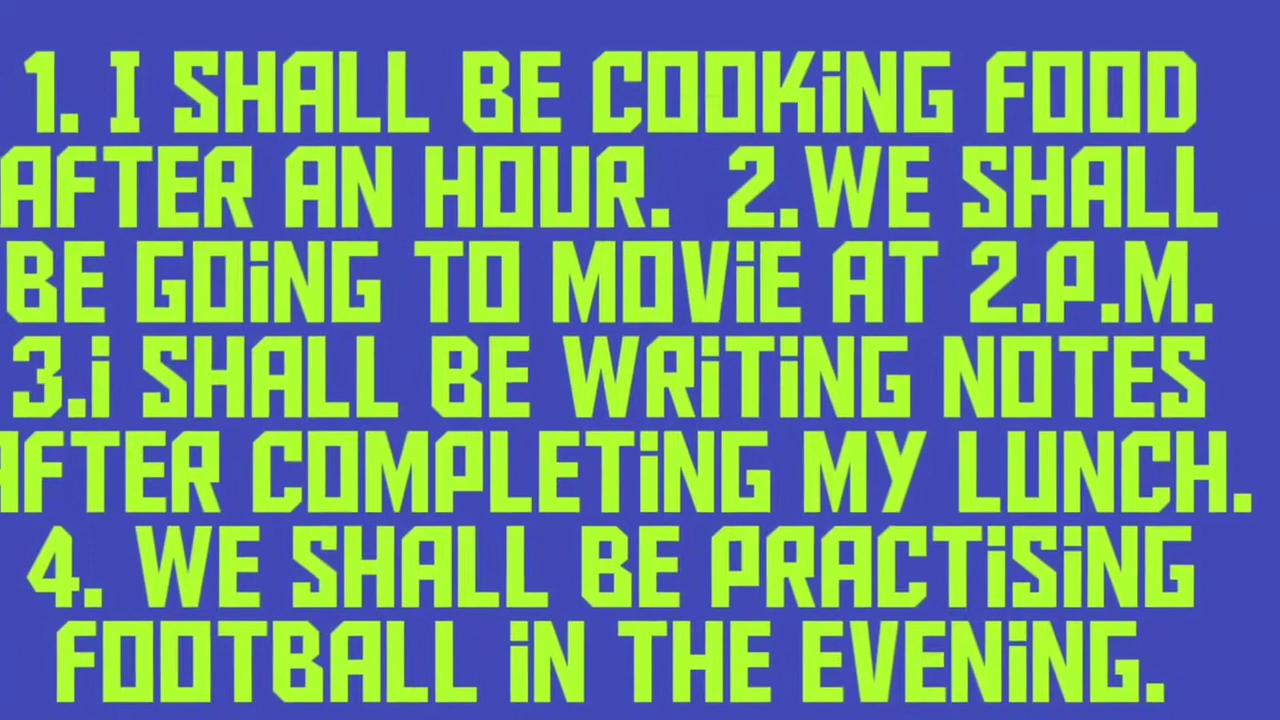 1. I SHALL BE COOKiNG FOOD
AFTER AN HOUR. 2.WE SHALL
BE GOiNG TO MOViE AT 2.P.M.
3.i SHALL BE WRiTiNG NOTES
AFTER COMPLETiNG MY LUNCH.
4. WE SHALL BE PRACTiSiNG
FOOTBALL iN THE EVENiNG.